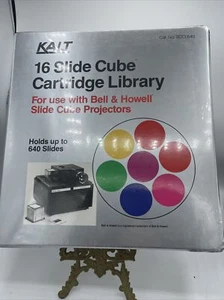 KALT
16 Slide Cube
Cartridge Library
For use with Bell & Howell
Slide Cube Projectors
Holds up to
640 Slides